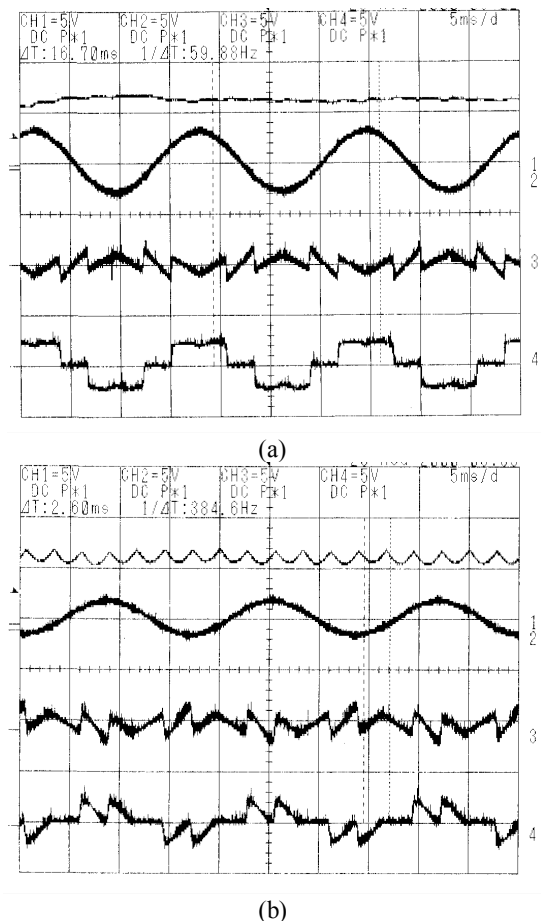 CH1=5V CH2=5V CH3=5V CH4=5V 5ms/d
DC P*1 DC P*1 DC P*1 DC P*1
ΔT:16.70ms 1/ΔT:59.88Hz
1
2
3
4
(a)
CH1=5V CH2=5V CH3=5V CH4=5V 5ms/d
DC P*1 DC P*1 DC P*1 DC P*1
ΔT:2.60ms 1/ΔT:384.6Hz
1
2
3
4
(b)